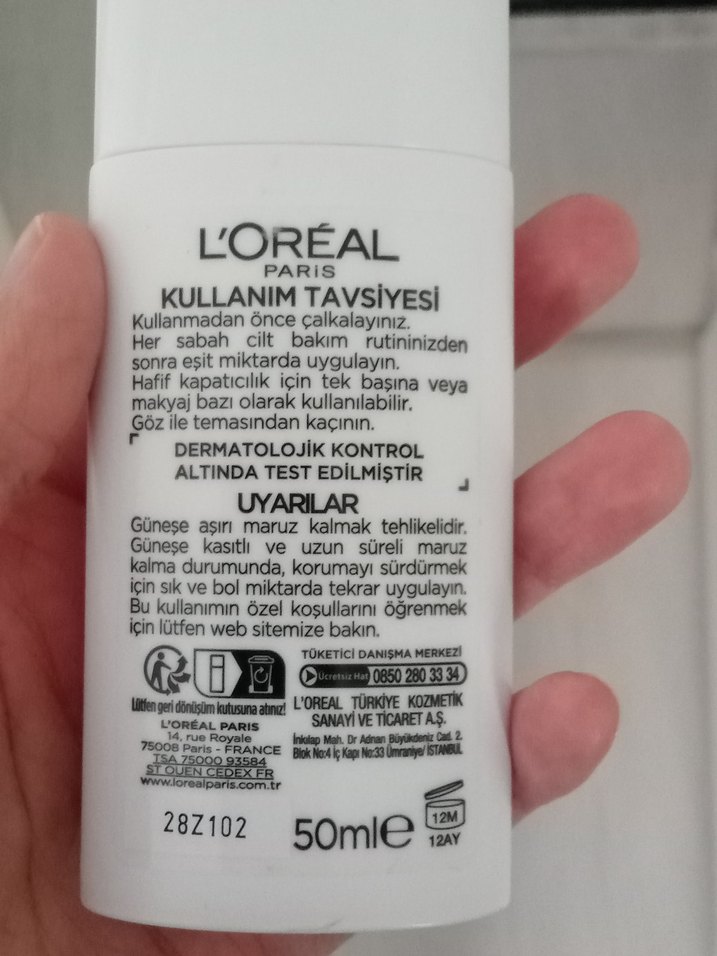 L'ORÉAL
PARIS
KULLANIM TAVSİYESİ
Kullanmadan önce çalkalayınız.
Her sabah cilt bakım rutininizden
sonra eşit miktarda uygulayın.
Hafif kapatıcılık için tek başına veya
makyaj bazı olarak kullanılabilir.
Göz ile temasından kaçının.
DERMATOLOJİK KONTROL
ALTINDA TEST EDİLMİŞTİR
UYARILAR
Güneşe aşırı maruz kalmak tehlikelidir.
Güneşe kasıtlı ve uzun süreli maruz
kalma durumunda, korumayı sürdürmek
için sık ve bol miktarda tekrar uygulayın.
Bu kullanımın özel koşullarını öğrenmek
için lütfen web sitemize bakın.
Lütfen geri dönüşüm kutusuna atınız!
L'ORÉAL PARIS
14, rue Royale
75008 Paris - FRANCE
TSA 75000 93584
ST OUEN CEDEX FR
www.lorealparis.com.tr
TÜKETİCİ DANIŞMA MERKEZİ
Ücretsiz Hat 0850 280 33 34
L'OREAL TÜRKİYE KOZMETİK
SANAYİ VE TİCARET A.Ş.
İnkılap Mah. Dr Adnan Büyükdeniz Cad. 2.
Blok No:4 İç Kapı No:33 Ümraniye/ İSTANBUL
28Z102
50ml e
12M
12AY